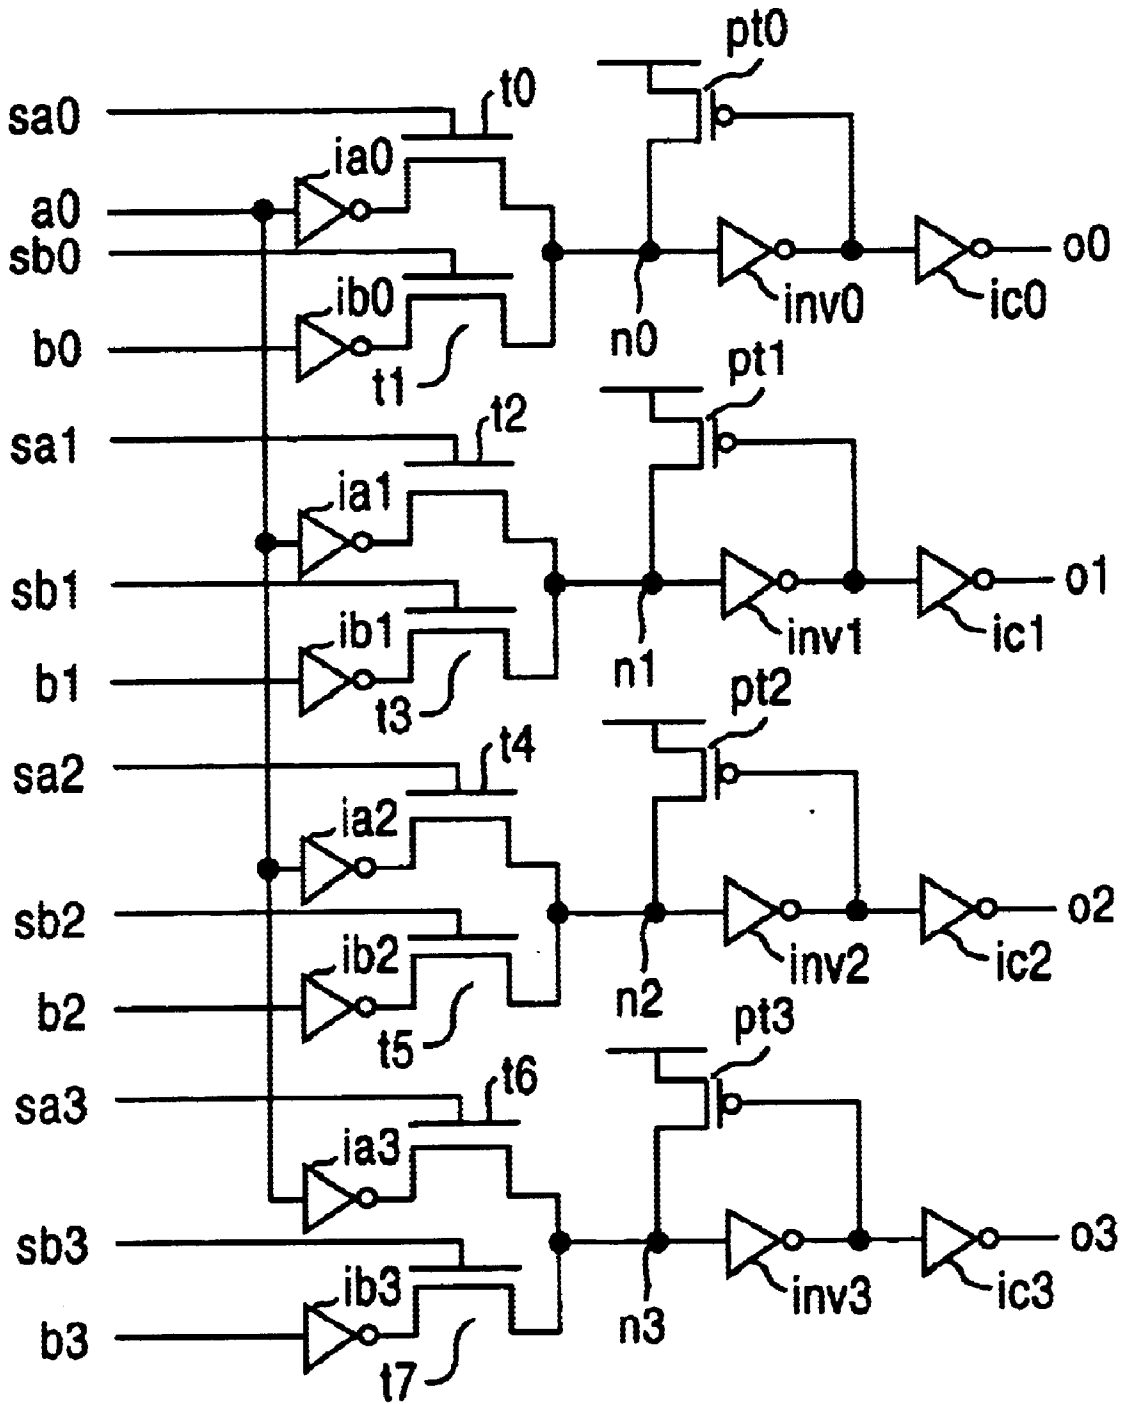 pt0
sa0
t0
ia0
a0
sb0
o0
ib0
inv0
ic0
b0
n0
t1
pt1
sa1
t2
ia1
o1
sb1
ib1
inv1
ic1
b1
n1
t3
pt2
sa2
t4
ia2
sb2
o2
ib2
inv2
ic2
b2
n2
t5
pt3
sa3
t6
ia3
sb3
o3
ib3
inv3
ic3
b3
n3
t7